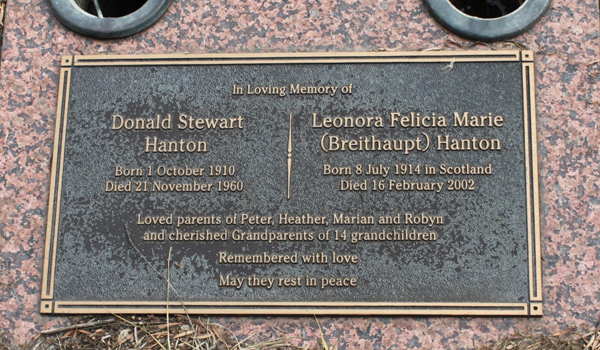 In Loving Memory of
Donald Stewart
Hanton
Born 1 October 1910
Died 21 November 1960
Leonora Felicia Marie
(Breithaupt) Hanton
Born 8 July 1914 in Scotland
Died 16 February 2002
Loved parents of Peter, Heather, Marian and Robyn
and cherished Grandparents of 14 grandchildren
Remembered with love
May they rest in peace